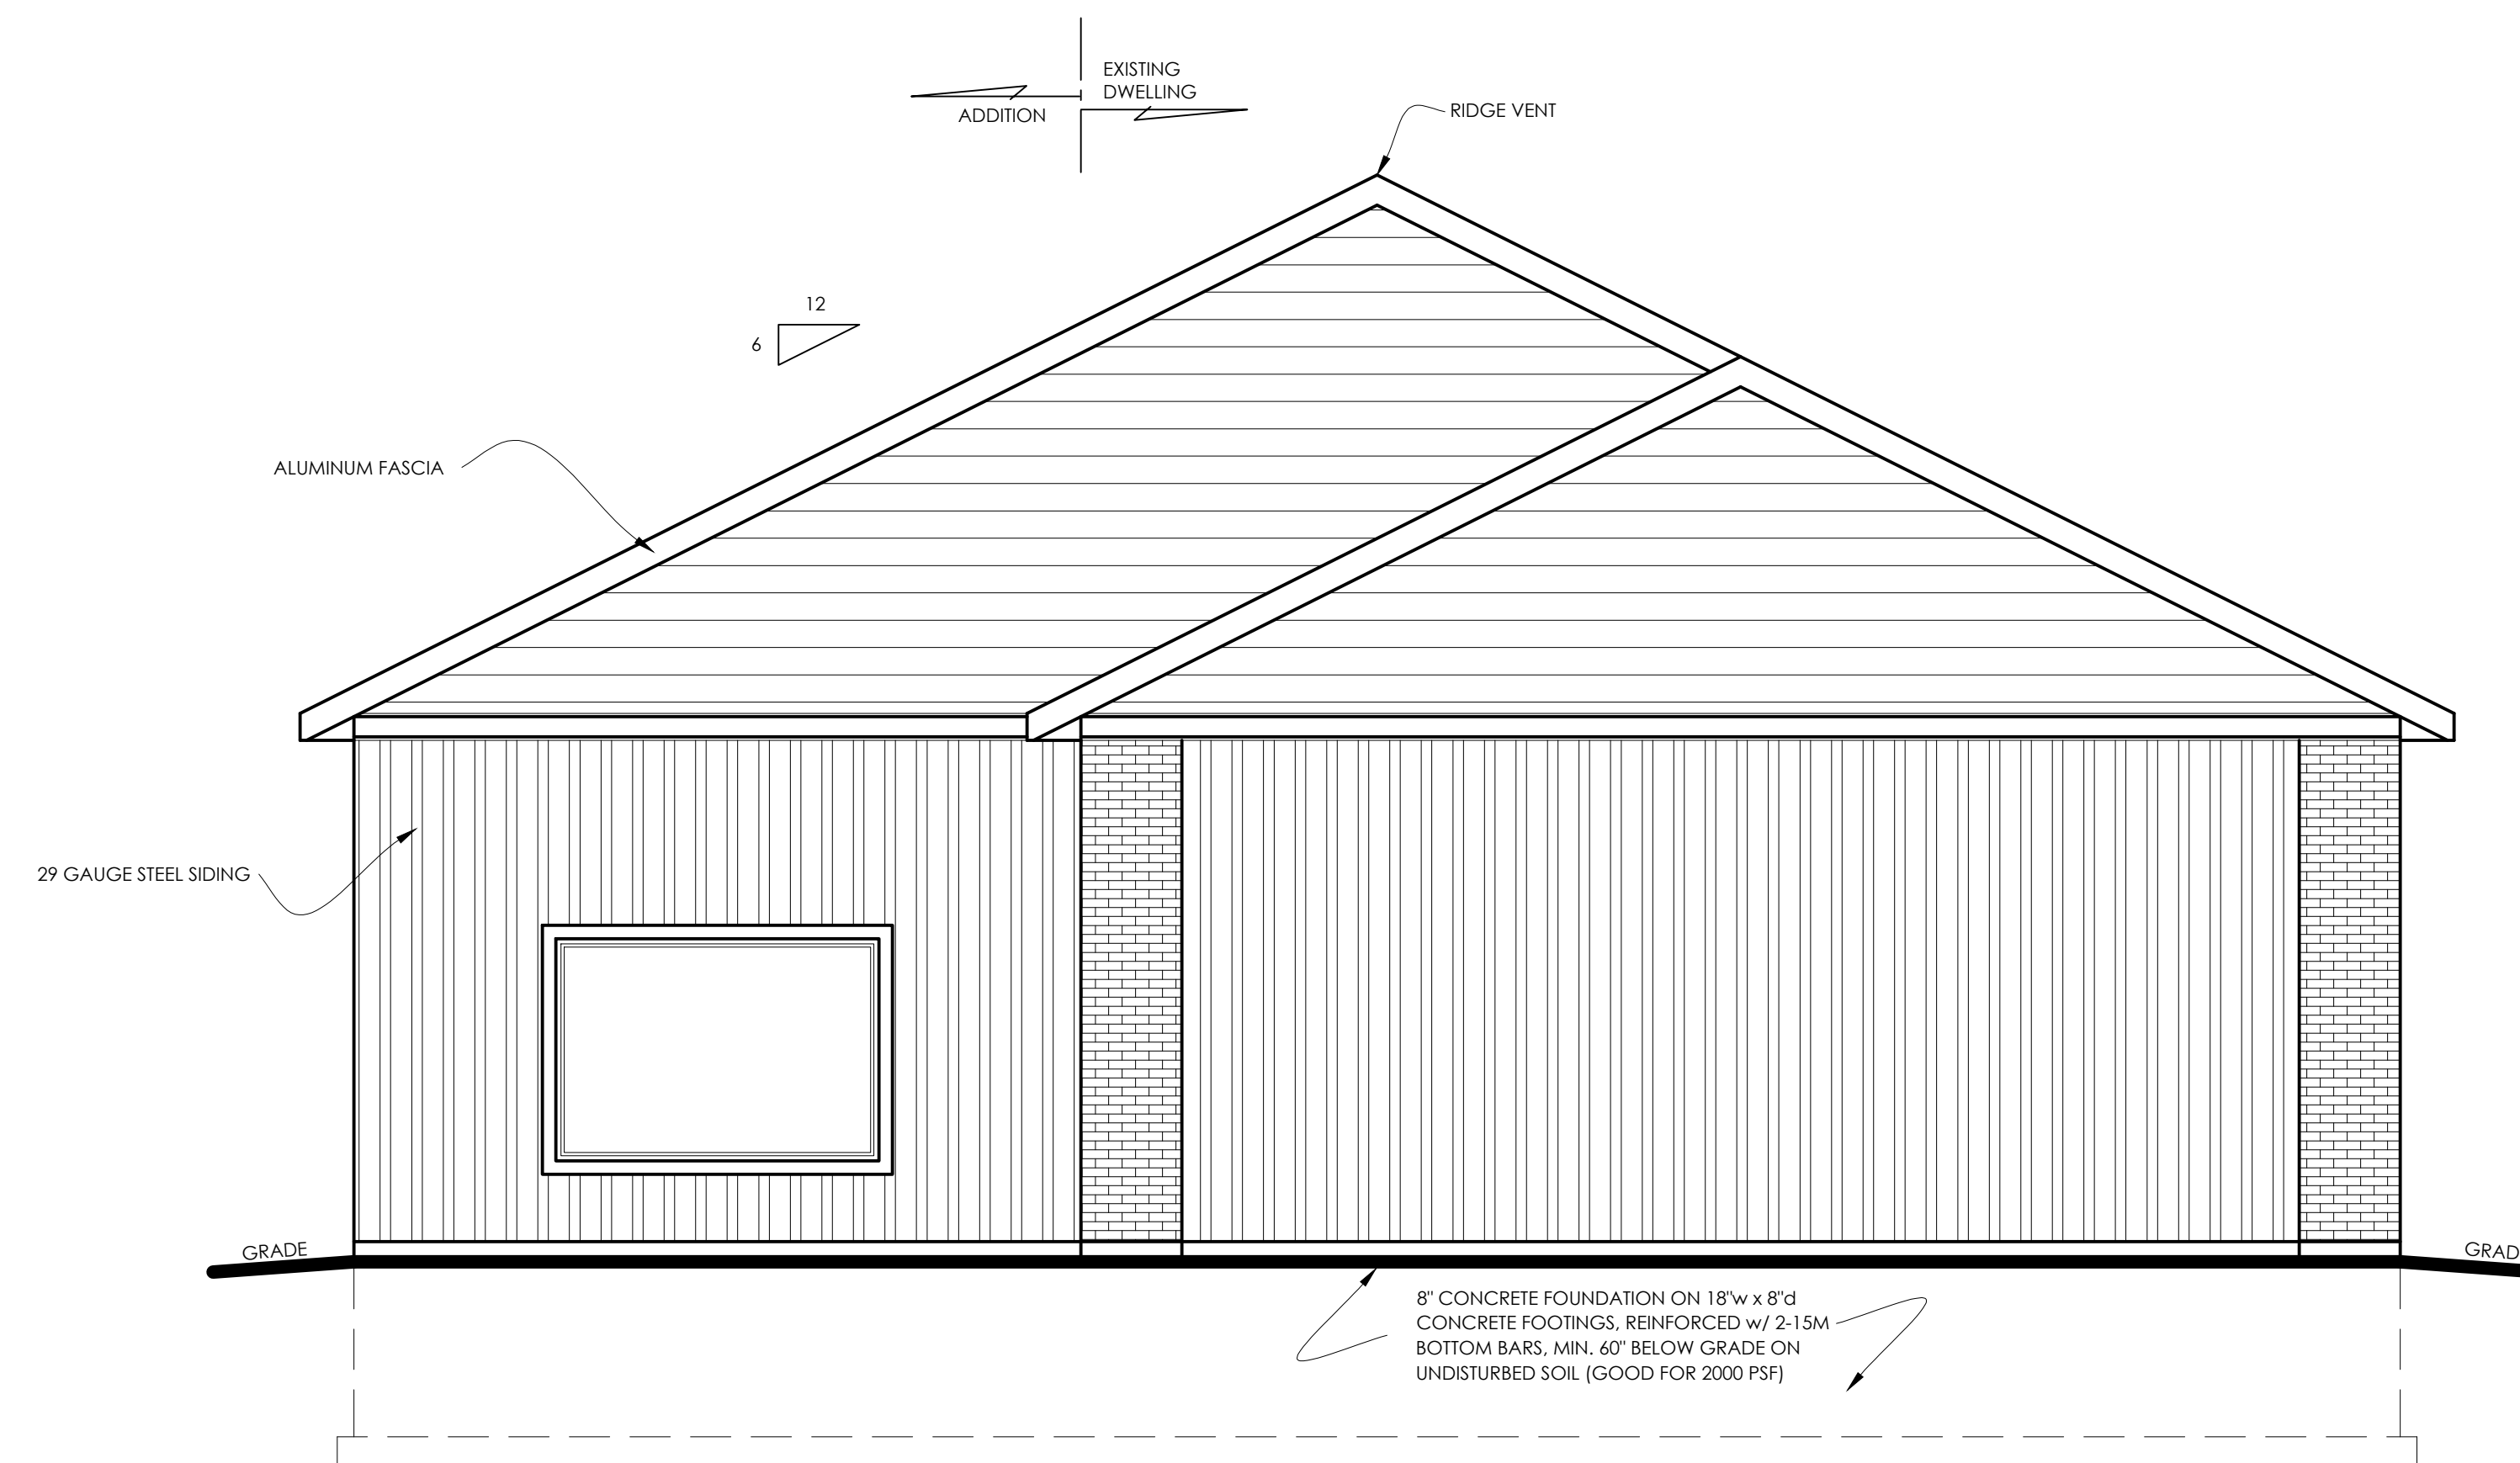 EXISTING
DWELLING
ADDITION
RIDGE VENT
12
6
ALUMINUM FASCIA
29 GAUGE STEEL SIDING
GRADE
GRAD
8" CONCRETE FOUNDATION ON 18"w x 8"d
CONCRETE FOOTINGS, REINFORCED w/ 2-15M
BOTTOM BARS, MIN. 60" BELOW GRADE ON
UNDISTURBED SOIL (GOOD FOR 2000 PSF)